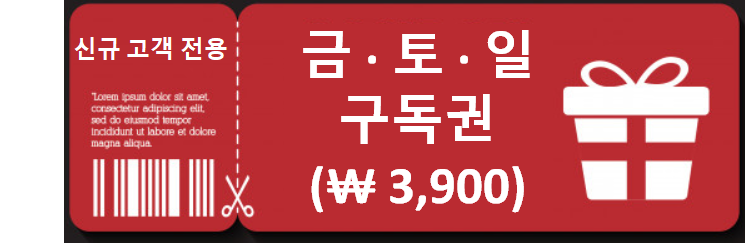 신규 고객 전용
"Lorem ipsum dolor sit amet,
consectetur adipiscing elit,
sed do eiusmod tempor
incididunt ut labore et dolore
magna aliqua.
금 · 토 · 일
구독권
(₩ 3,900)